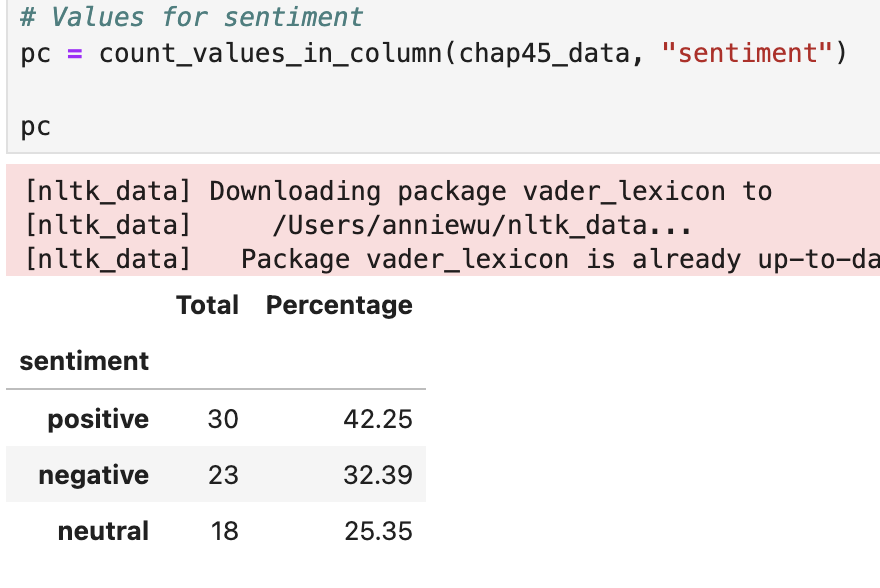 # Values for sentiment
pc = count_values_in_column(chap45_data, "sentiment")
pc
[nltk_data] Downloading package vader_lexicon to
[nltk_data]     /Users/anniewu/nltk_data...
[nltk_data]   Package vader_lexicon is already up-to-da
Total Percentage
sentiment
positive 30 42.25
negative 23 32.39
neutral 18 25.35